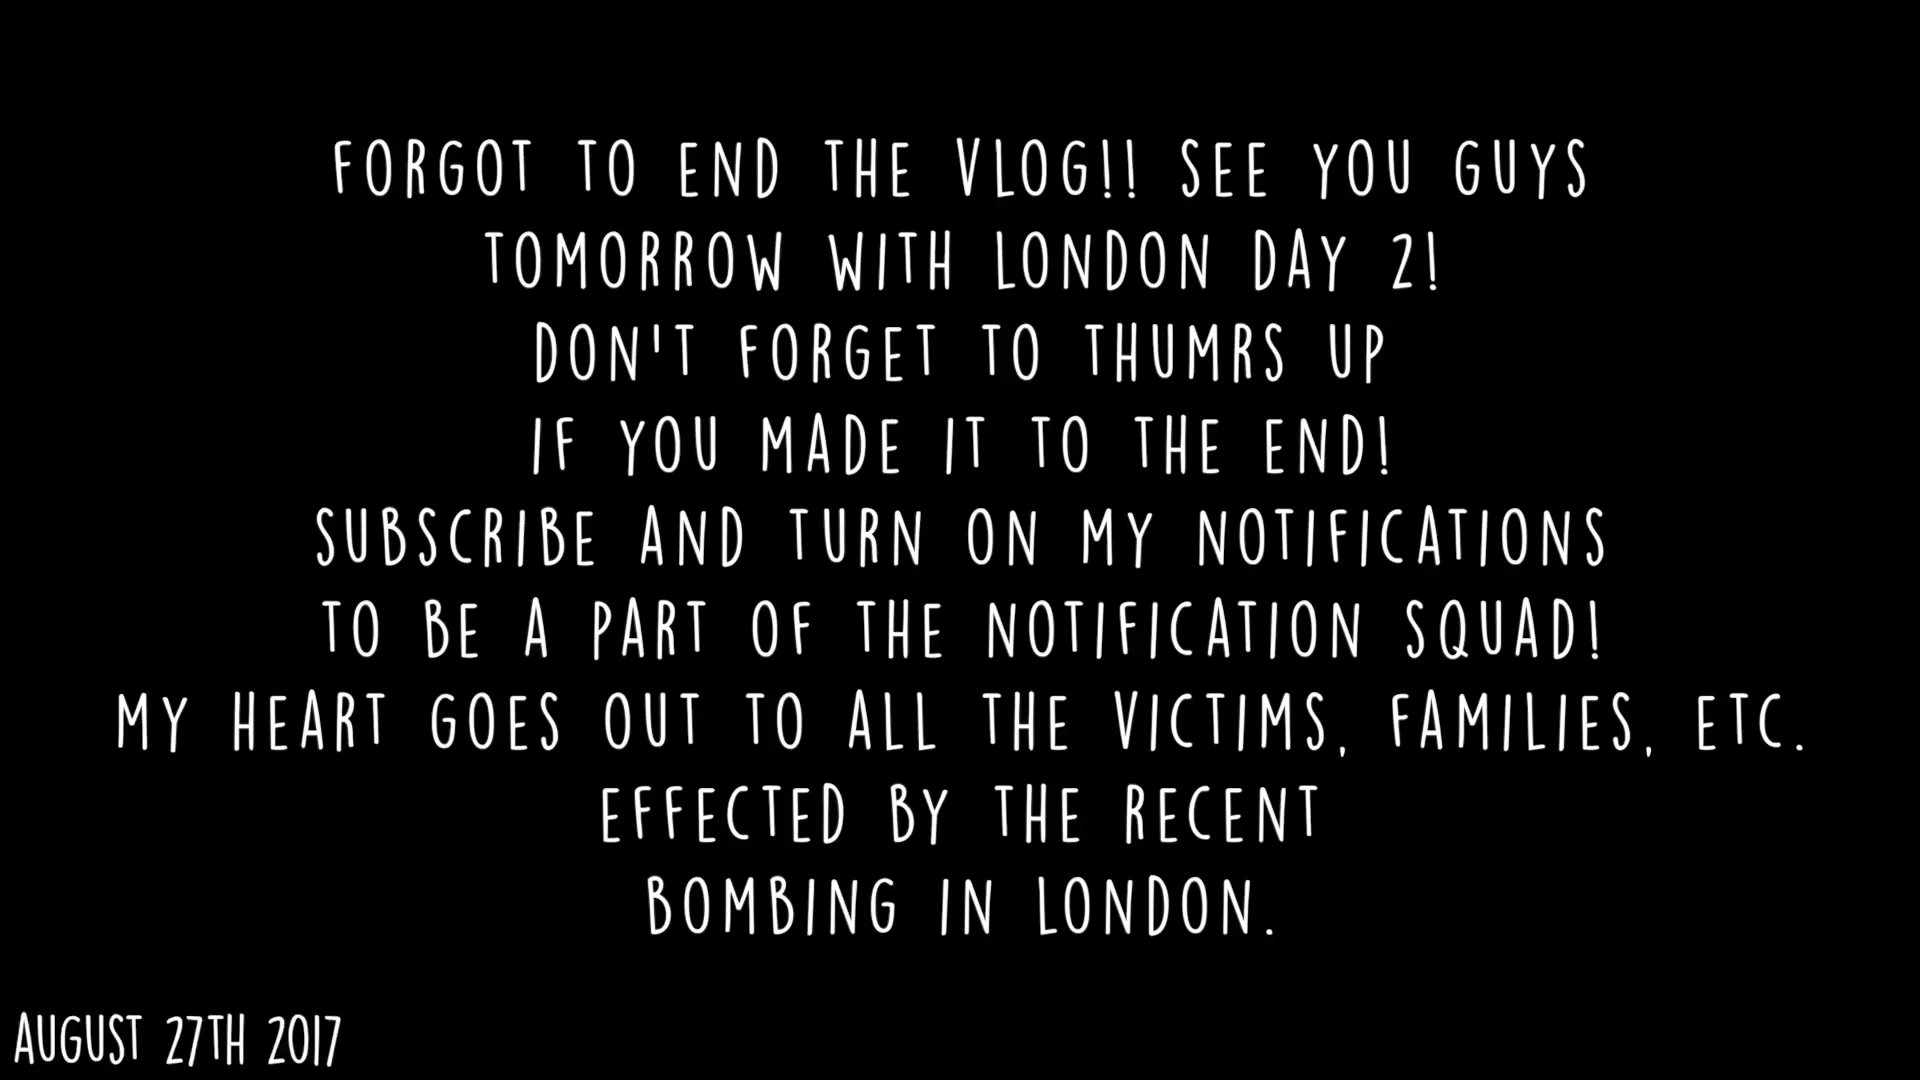 FORGOT TO END THE VLOG!! SEE YOU GUYS
TOMORROW WITH LONDON DAY 2!
DON'T FORGET TO THUMRS UP
IF YOU MADE IT TO THE END!
SUBSCRIBE AND TURN ON MY NOTIFICATIONS
TO BE A PART OF THE NOTIFICATION SQUAD!
MY HEART GOES OUT TO ALL THE VICTIMS, FAMILIES, ETC.
EFFECTED BY THE RECENT
BOMBING IN LONDON.
AUGUST 27TH 2017